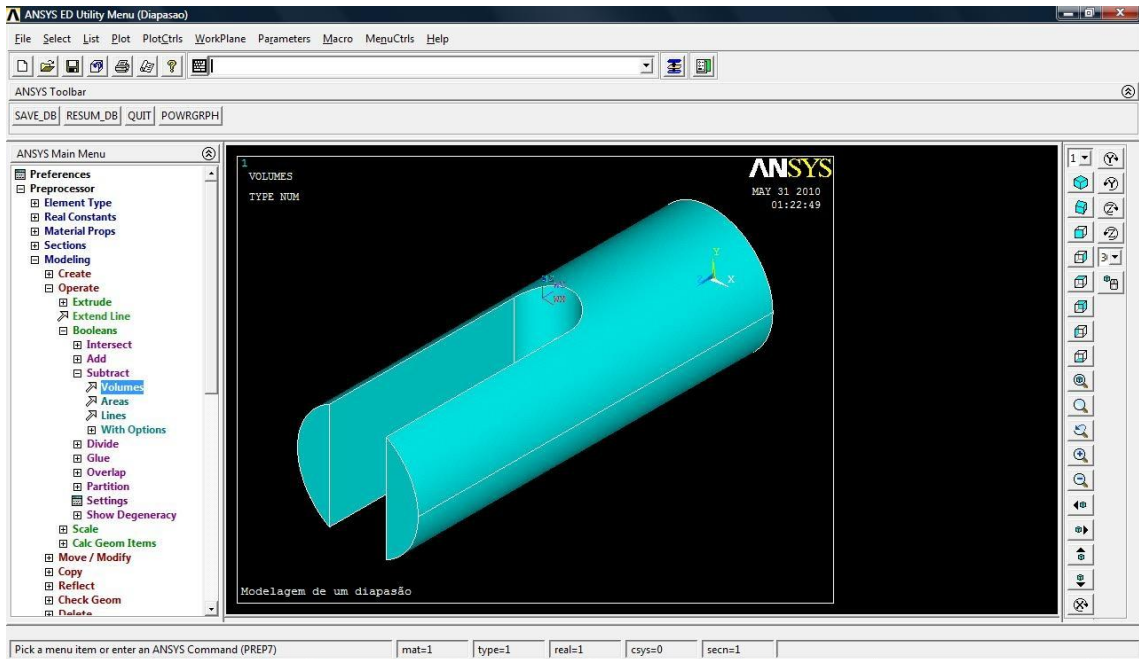 ANSYS ED Utility Menu (Diapasao)
File Select List Plot PlotCtrls WorkPlane Parameters Macro MenuCtrls Help
ANSYS Toolbar
SAVE_DB RESUM_DB QUIT POWRGRPH
ANSYS Main Menu
Preferences
Preprocessor
Element Type
Real Constants
Material Props
Sections
Modeling
Create
Operate
Extrude
Extend Line
Booleans
Intersect
Add
Subtract
Volumes
Areas
Lines
With Options
Divide
Glue
Overlap
Partition
Settings
Show Degeneracy
Scale
Calc Geom Items
Move / Modify
Copy
Reflect
Check Geom
Delete
1
VOLUMES
TYPE NUM
ANSYS
MAY 31 2010
01:22:49
Y
X
WX
Modelagem de um diapasão
1
Pick a menu item or enter an ANSYS Command (PREP7) mat=1 type=1 real=1 csys=0 secn=1